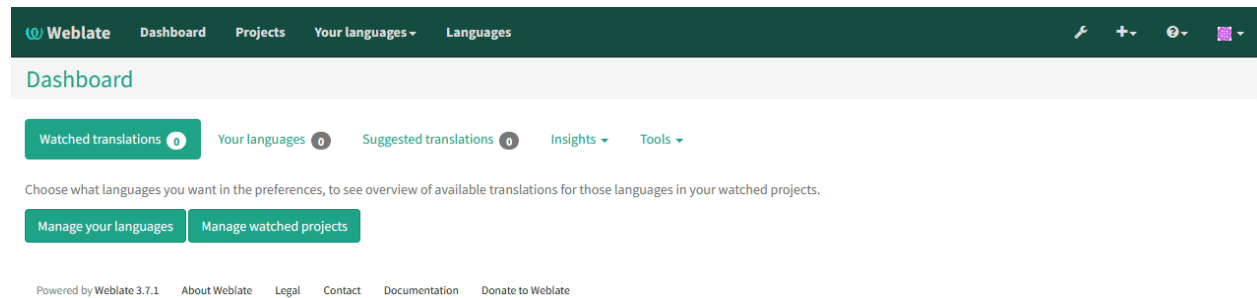 Weblate Dashboard Projects Your languages Languages
Dashboard
Watched translations 0 Your languages 0 Suggested translations 0 Insights Tools
Choose what languages you want in the preferences, to see overview of available translations for those languages in your watched projects.
Manage your languages Manage watched projects
Powered by Weblate 3.7.1 About Weblate Legal Contact Documentation Donate to Weblate